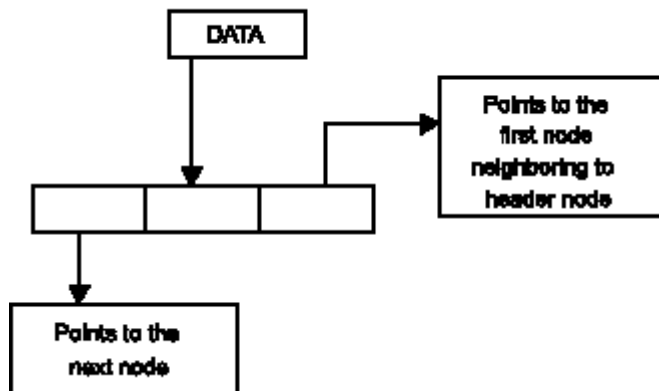 DATA
Points to the
first node
neighboring to
header node
Points to the
next node